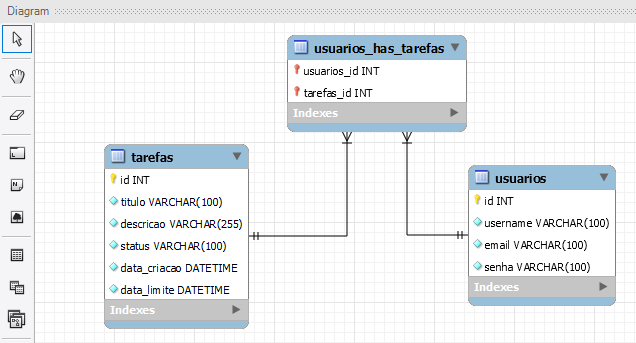 Diagram
usuarios_has_tarefas
usuarios_id INT
tarefas_id INT
Indexes
tarefas
id INT
titulo VARCHAR(100)
descricao VARCHAR(255)
status VARCHAR(100)
data_criacao DATETIME
data_limite DATETIME
Indexes
usuarios
id INT
username VARCHAR(100)
email VARCHAR(100)
senha VARCHAR(100)
Indexes